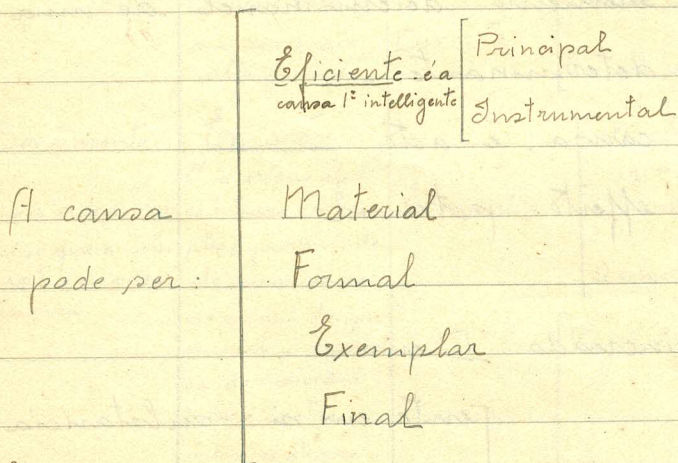 Eficiente - é a
causa 1ª intelligente
Principal
Instrumental
A causa
pode ser:
Material
Formal
Exemplar
Final